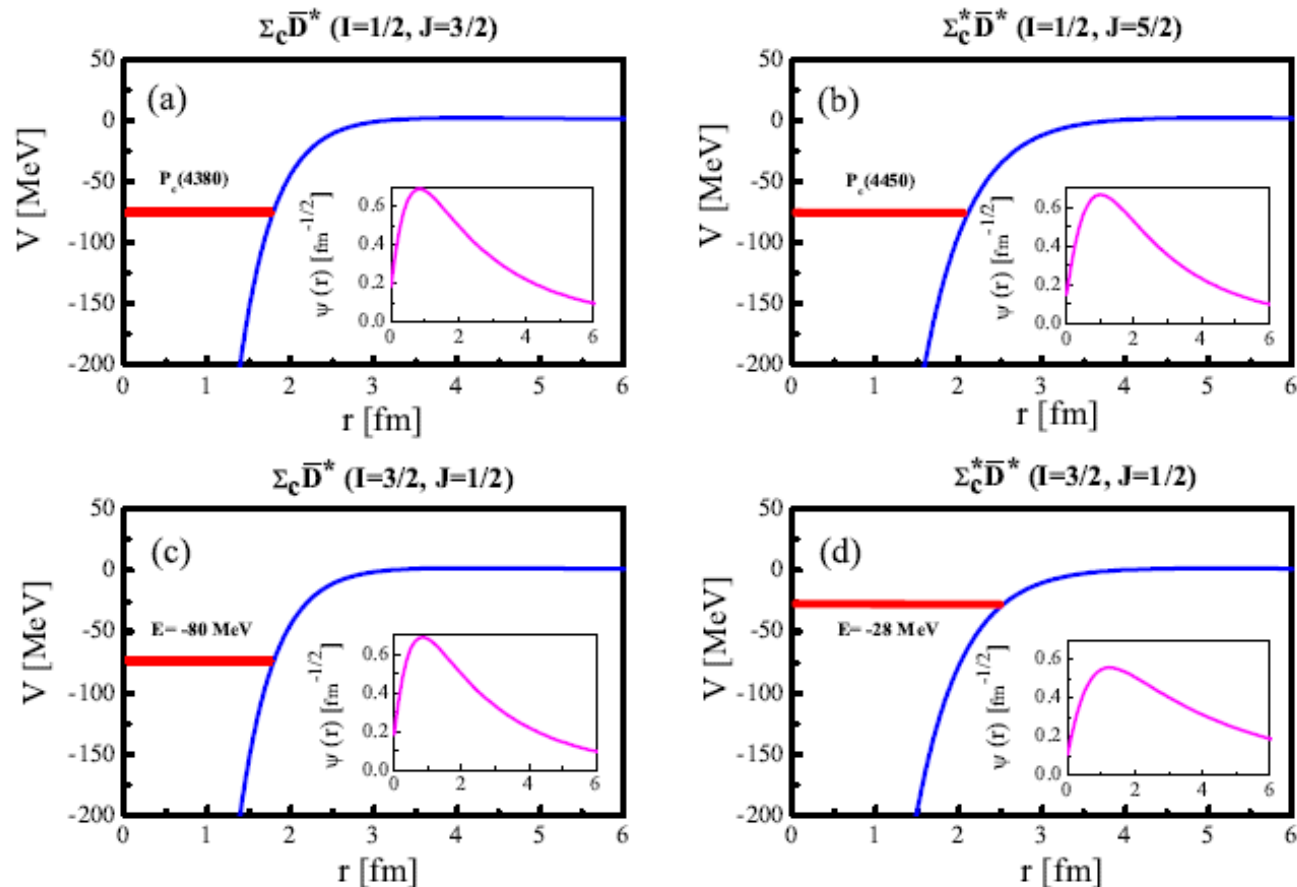 Σc D̄* (I=1/2, J=3/2)
(a)
V [MeV]
50
0
-50
-100
-150
-200
Pc(4380)
ψ (r) [fm-1/2]
0.6
0.4
0.2
0.0
0 2 4 6
0 1 2 3 4 5 6
r [fm]
Σc* D̄* (I=1/2, J=5/2)
(b)
V [MeV]
50
0
-50
-100
-150
-200
Pc(4450)
ψ (r) [fm-1/2]
0.6
0.4
0.2
0.0
0 2 4 6
0 1 2 3 4 5 6
r [fm]
Σc D̄* (I=3/2, J=1/2)
(c)
V [MeV]
50
0
-50
-100
-150
-200
E= -80 MeV
ψ (r) [fm-1/2]
0.6
0.4
0.2
0.0
0 2 4 6
0 1 2 3 4 5 6
r [fm]
Σc* D̄* (I=3/2, J=1/2)
(d)
V [MeV]
50
0
-50
-100
-150
-200
E= -28 MeV
ψ (r) [fm-1/2]
0.6
0.4
0.2
0.0
0 2 4 6
0 1 2 3 4 5 6
r [fm]